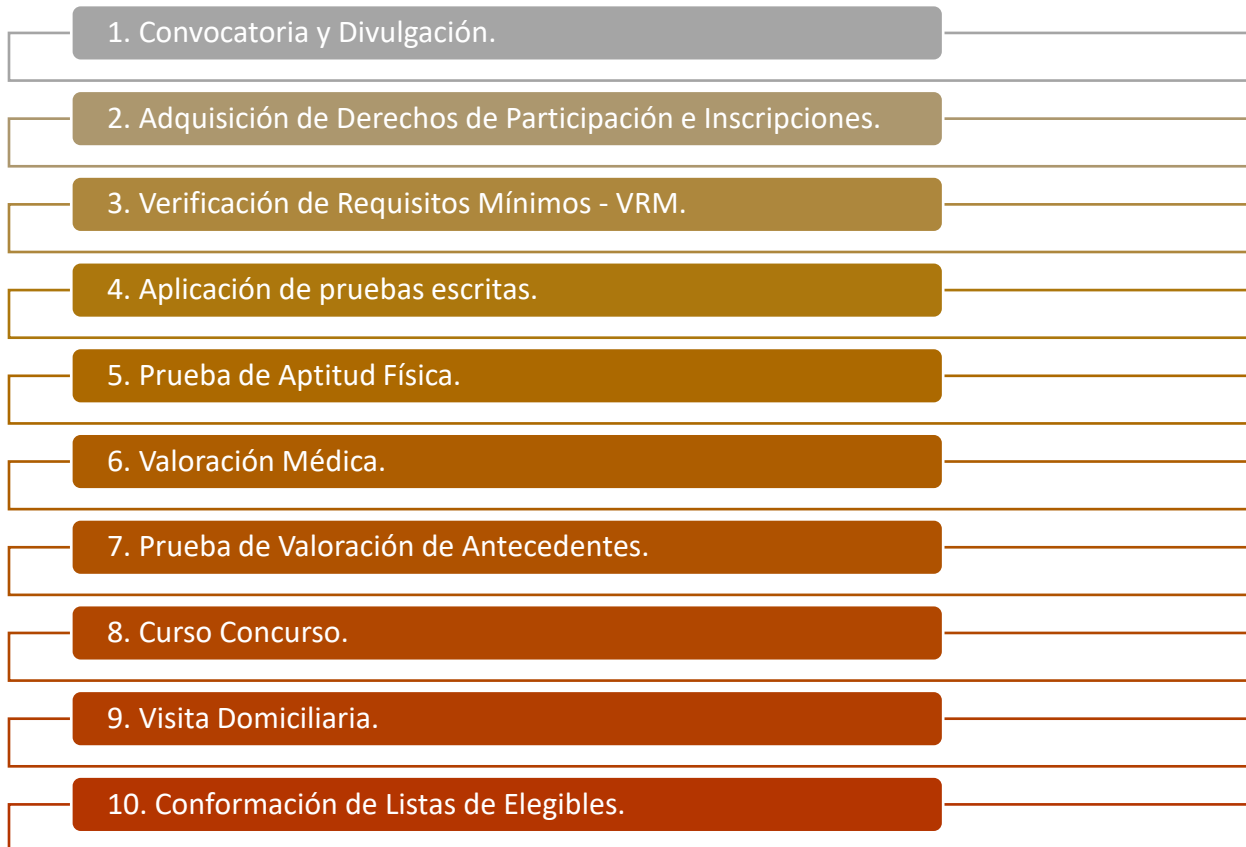 1. Convocatoria y Divulgación.
2. Adquisición de Derechos de Participación e Inscripciones.
3. Verificación de Requisitos Mínimos - VRM.
4. Aplicación de pruebas escritas.
5. Prueba de Aptitud Física.
6. Valoración Médica.
7. Prueba de Valoración de Antecedentes.
8. Curso Concurso.
9. Visita Domiciliaria.
10. Conformación de Listas de Elegibles.